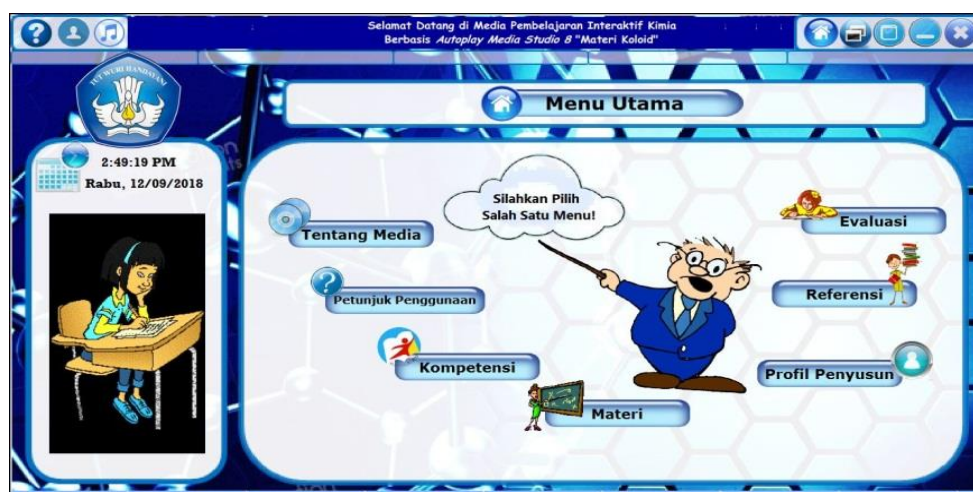 Selamat Datang di Media Pembelajaran Interaktif Kimia
Berbasis Autoplay Media Studio 8 "Materi Koloid"
TUT WURI HANDAYANI
Menu Utama
2:49:19 PM
Rabu, 12/09/2018
Silahkan Pilih
Salah Satu Menu!
Tentang Media
Petunjuk Penggunaan
Kompetensi
Materi
Evaluasi
Referensi
Profil Penyusun